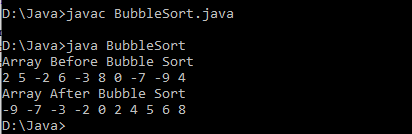 D:\Java>javac BubbleSort.java
D:\Java>java BubbleSort
Array Before Bubble Sort
2 5 -2 6 -3 8 0 -7 -9 4
Array After Bubble Sort
-9 -7 -3 -2 0 2 4 5 6 8
D:\Java>